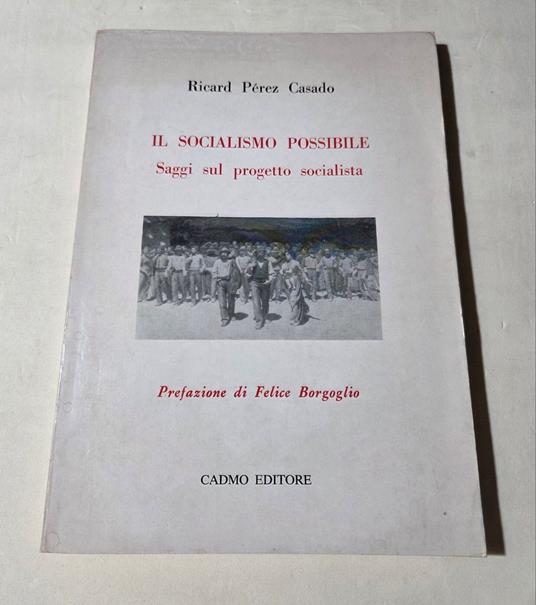 Ricard Pérez Casado
IL SOCIALISMO POSSIBILE
Saggi sul progetto socialista
Prefazione di Felice Borgoglio
CADMO EDITORE